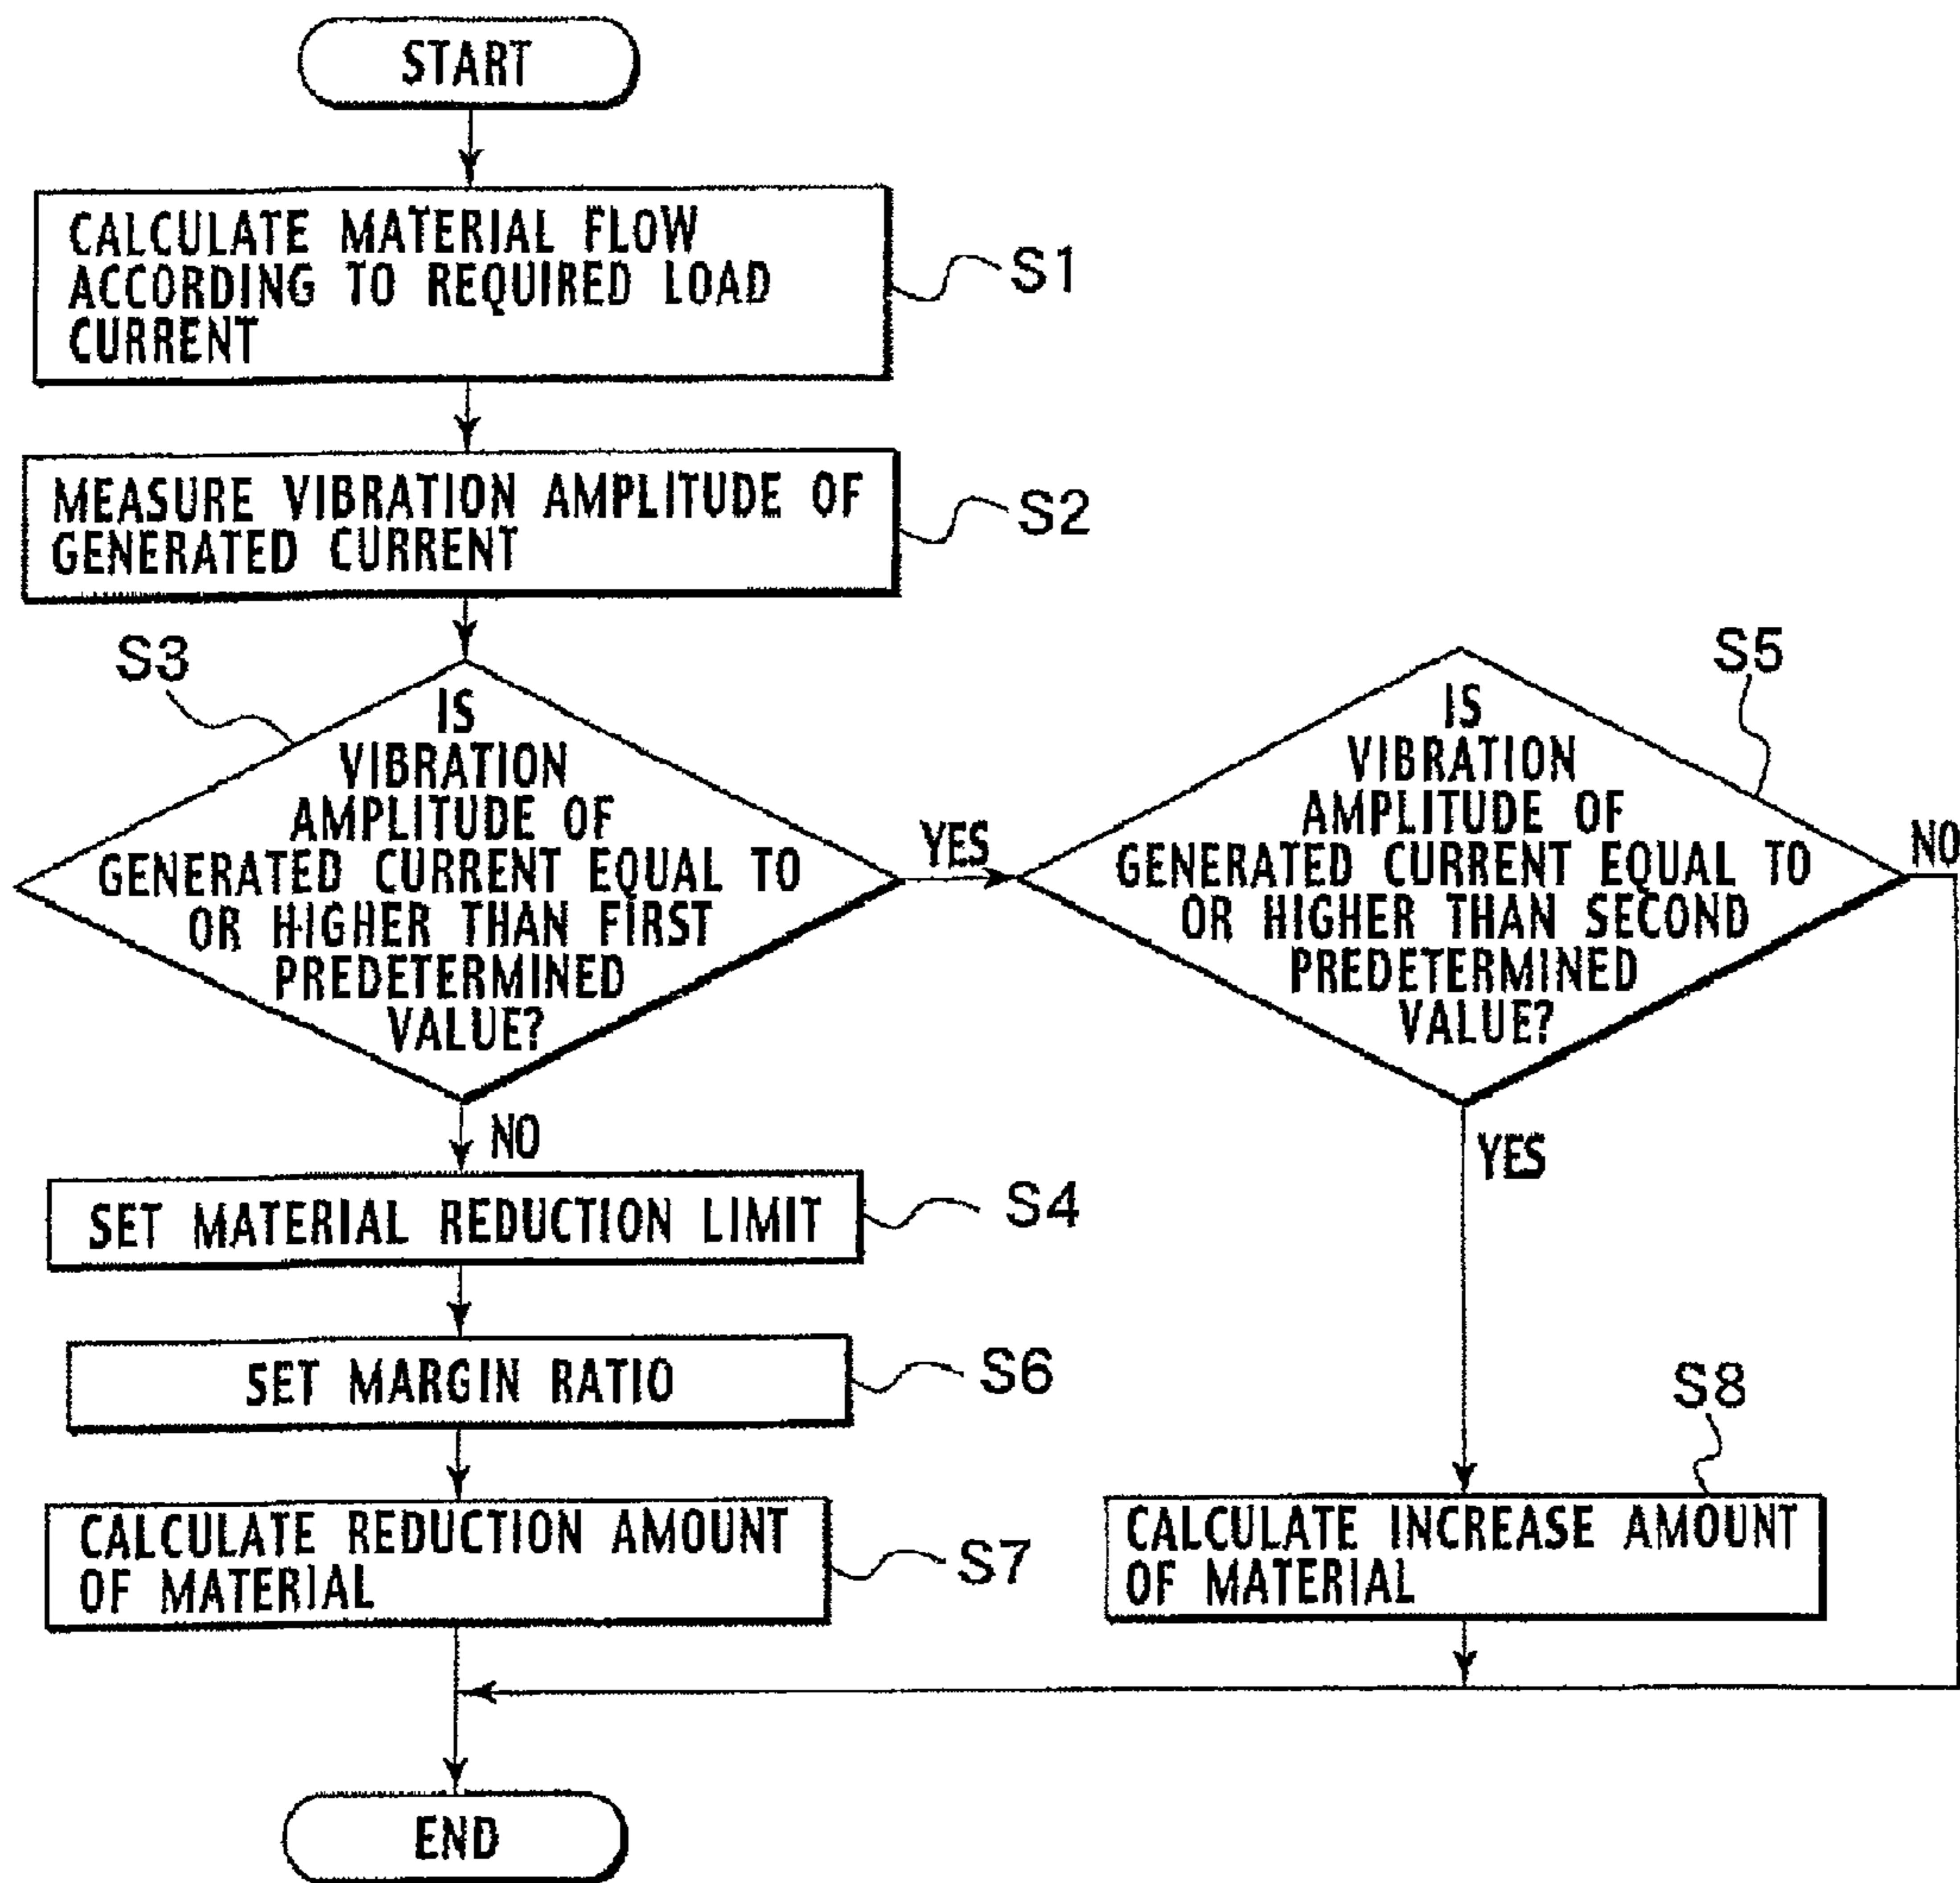 START
CALCULATE MATERIAL FLOW
ACCORDING TO REQUIRED LOAD
CURRENT
S1
MEASURE VIBRATION AMPLITUDE OF
GENERATED CURRENT
S2
S3
IS
VIBRATION
AMPLITUDE OF
GENERATED CURRENT EQUAL TO
OR HIGHER THAN FIRST
PREDETERMINED
VALUE?
YES
NO
S5
IS
VIBRATION
AMPLITUDE OF
GENERATED CURRENT EQUAL TO
OR HIGHER THAN SECOND
PREDETERMINED
VALUE?
NO
YES
SET MATERIAL REDUCTION LIMIT
S4
SET MARGIN RATIO
S6
CALCULATE REDUCTION AMOUNT
OF MATERIAL
S7
S8
CALCULATE INCREASE AMOUNT
OF MATERIAL
END